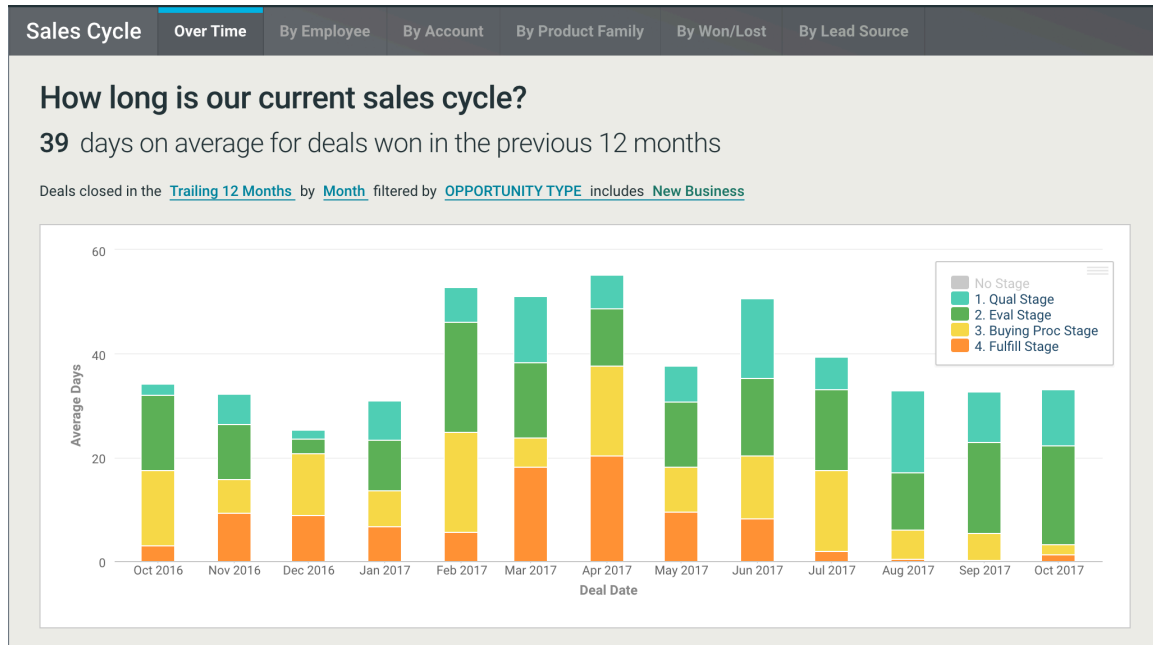 Sales Cycle Over Time By Employee By Account By Product Family By Won/Lost By Lead Source
How long is our current sales cycle?
39 days on average for deals won in the previous 12 months
Deals closed in the Trailing 12 Months by Month filtered by OPPORTUNITY TYPE includes New Business
60
40
20
0
Average Days
No Stage
1. Qual Stage
2. Eval Stage
3. Buying Proc Stage
4. Fulfill Stage
Oct 2016 Nov 2016 Dec 2016 Jan 2017 Feb 2017 Mar 2017 Apr 2017 May 2017 Jun 2017 Jul 2017 Aug 2017 Sep 2017 Oct 2017
Deal Date